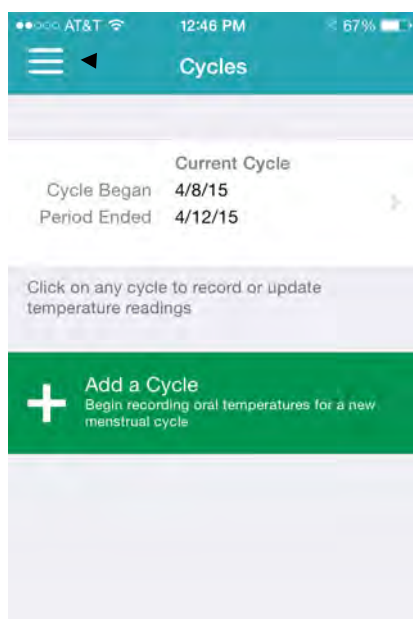 AT&T 12:46 PM 67%
Cycles
Current Cycle
Cycle Began 4/8/15
Period Ended 4/12/15
Click on any cycle to record or update
temperature readings
Add a Cycle
Begin recording oral temperatures for a new
menstrual cycle